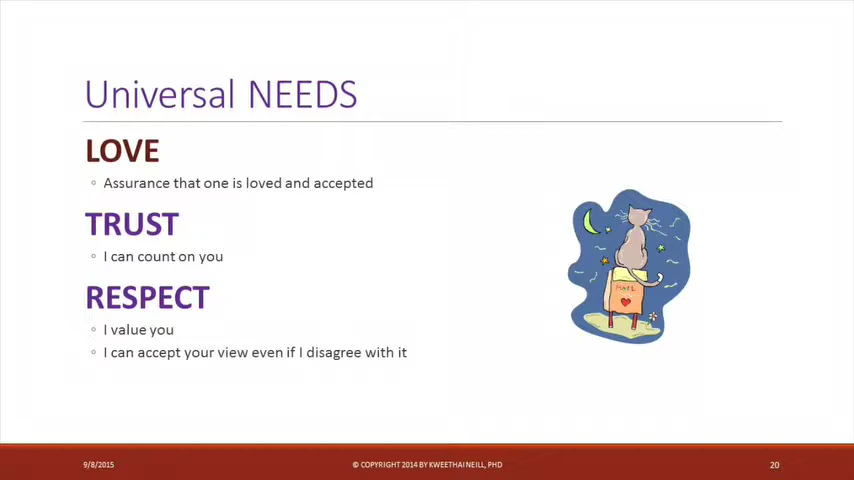 Universal NEEDS
LOVE
◦ Assurance that one is loved and accepted
TRUST
◦ I can count on you
RESPECT
◦ I value you
◦ I can accept your view even if I disagree with it
9/8/2015
© COPYRIGHT 2014 BY KWEETHAI NEILL, PHD
20